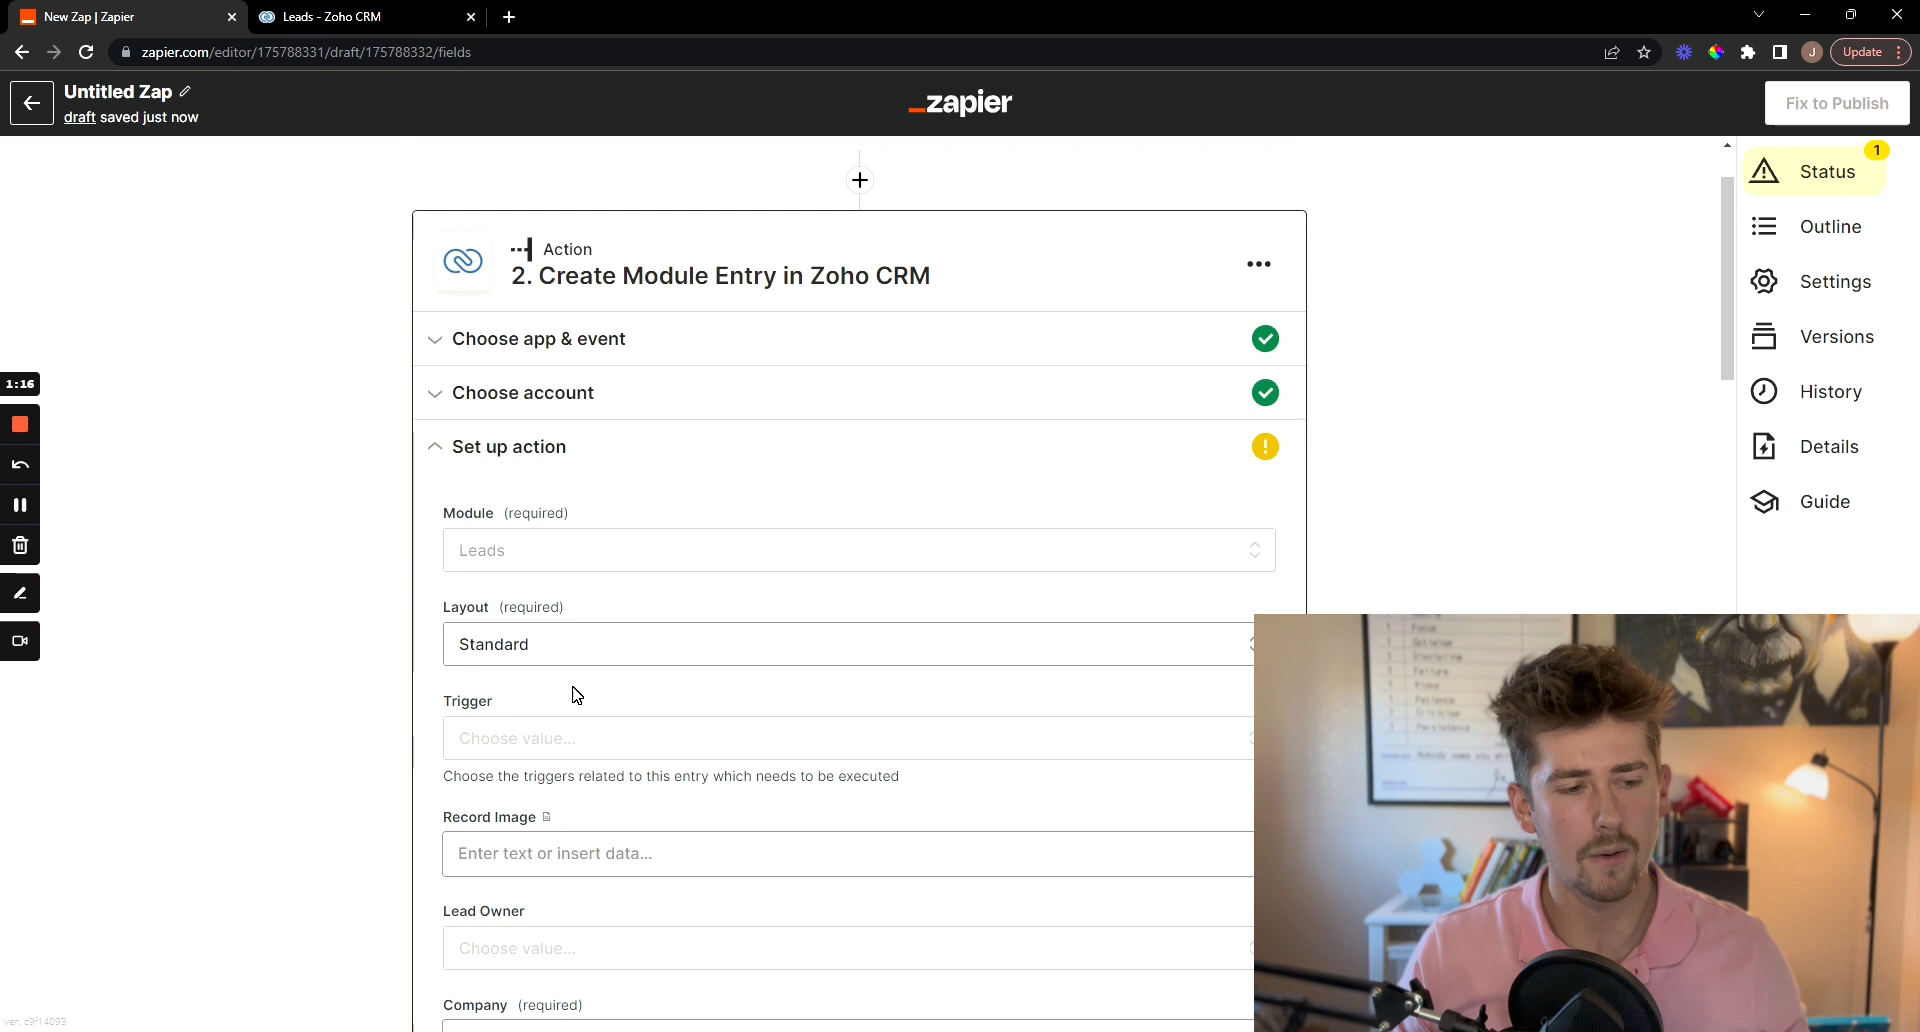 New Zap | Zapier
Leads - Zoho CRM
zapier.com/editor/175788331/draft/175788332/fields
J
Update
Untitled Zap
draft saved just now
zapier
Fix to Publish
1
Status
Outline
Settings
Versions
History
Details
Guide
Action
2. Create Module Entry in Zoho CRM
Choose app & event
Choose account
Set up action
1:16
Module (required)
Leads
Layout (required)
Standard
Trigger
Choose value...
Choose the triggers related to this entry which needs to be executed
Record Image
Enter text or insert data...
Lead Owner
Choose value...
Company (required)
ver. c9f14093